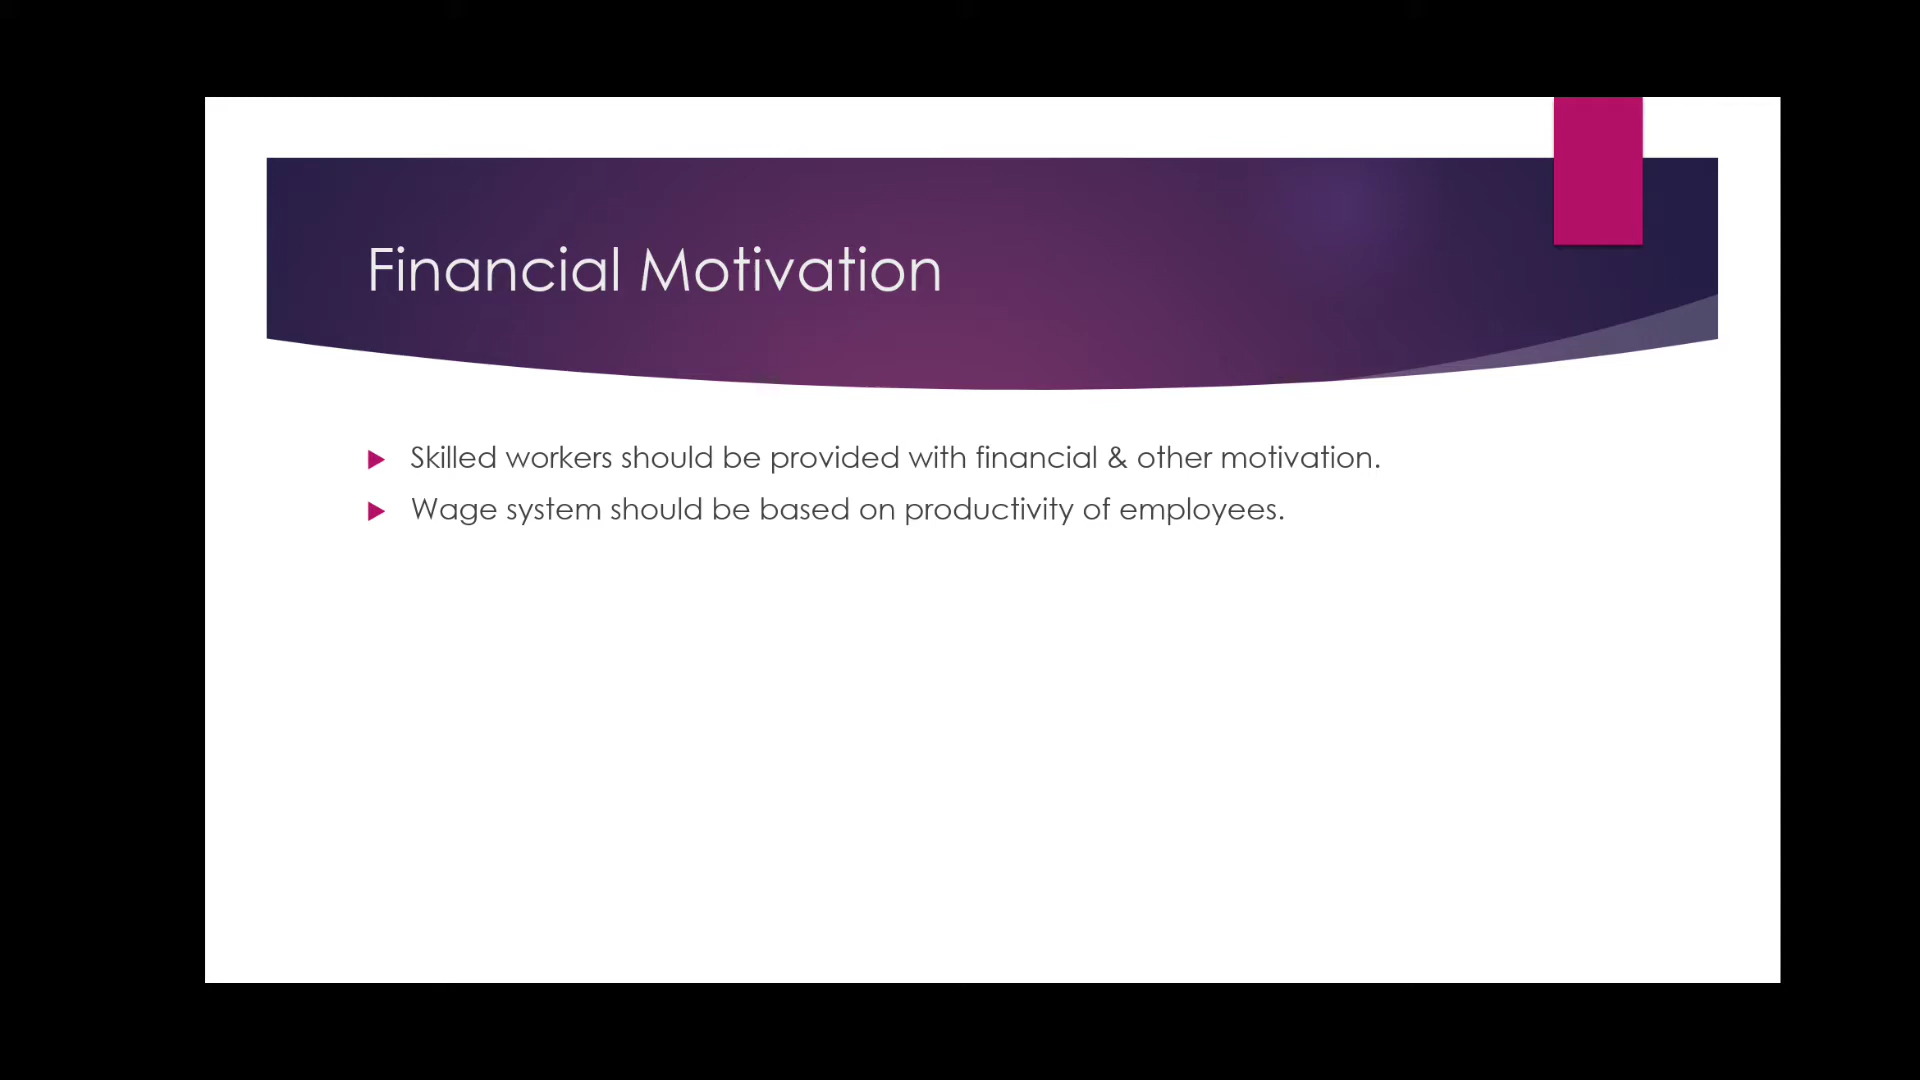 Financial Motivation
Skilled workers should be provided with financial & other motivation.
Wage system should be based on productivity of employees.